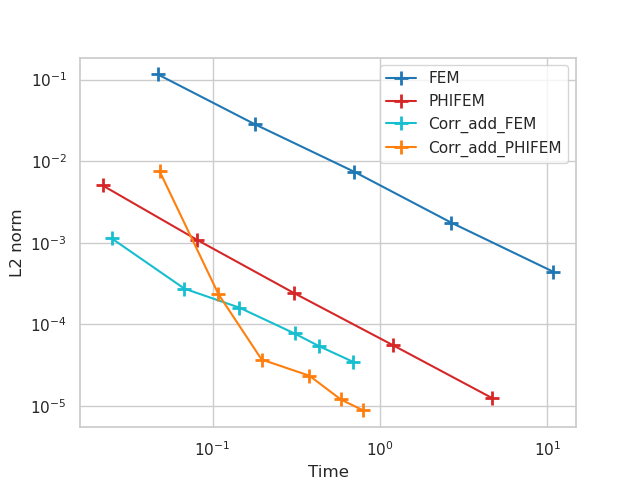 L2 norm
10⁻¹
10⁻²
10⁻³
10⁻⁴
10⁻⁵
FEM
PHIFEM
Corr_add_FEM
Corr_add_PHIFEM
10⁻¹
10⁰
10¹
Time